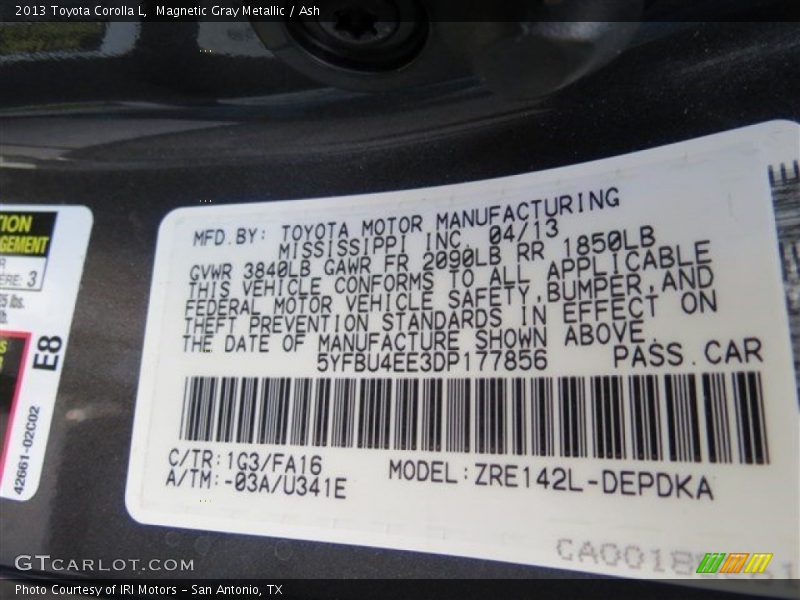 2013 Toyota Corolla L,  Magnetic Gray Metallic / Ash
MFD.BY: TOYOTA MOTOR MANUFACTURING
MISSISSIPPI INC. 04/13
GVWR 3840LB GAWR FR 2090LB RR 1850LB
THIS VEHICLE CONFORMS TO ALL APPLICABLE
FEDERAL MOTOR VEHICLE SAFETY,BUMPER,AND
THEFT PREVENTION STANDARDS IN EFFECT ON
THE DATE OF MANUFACTURE SHOWN ABOVE.
5YFBU4EE3DP177856 PASS.CAR
C/TR:1G3/FA16
A/TM:-03A/U341E
MODEL:ZRE142L-DEPDKA
E8
42661-02C02
GTCARLOT.COM
Photo Courtesy of IRI Motors – San Antonio, TX